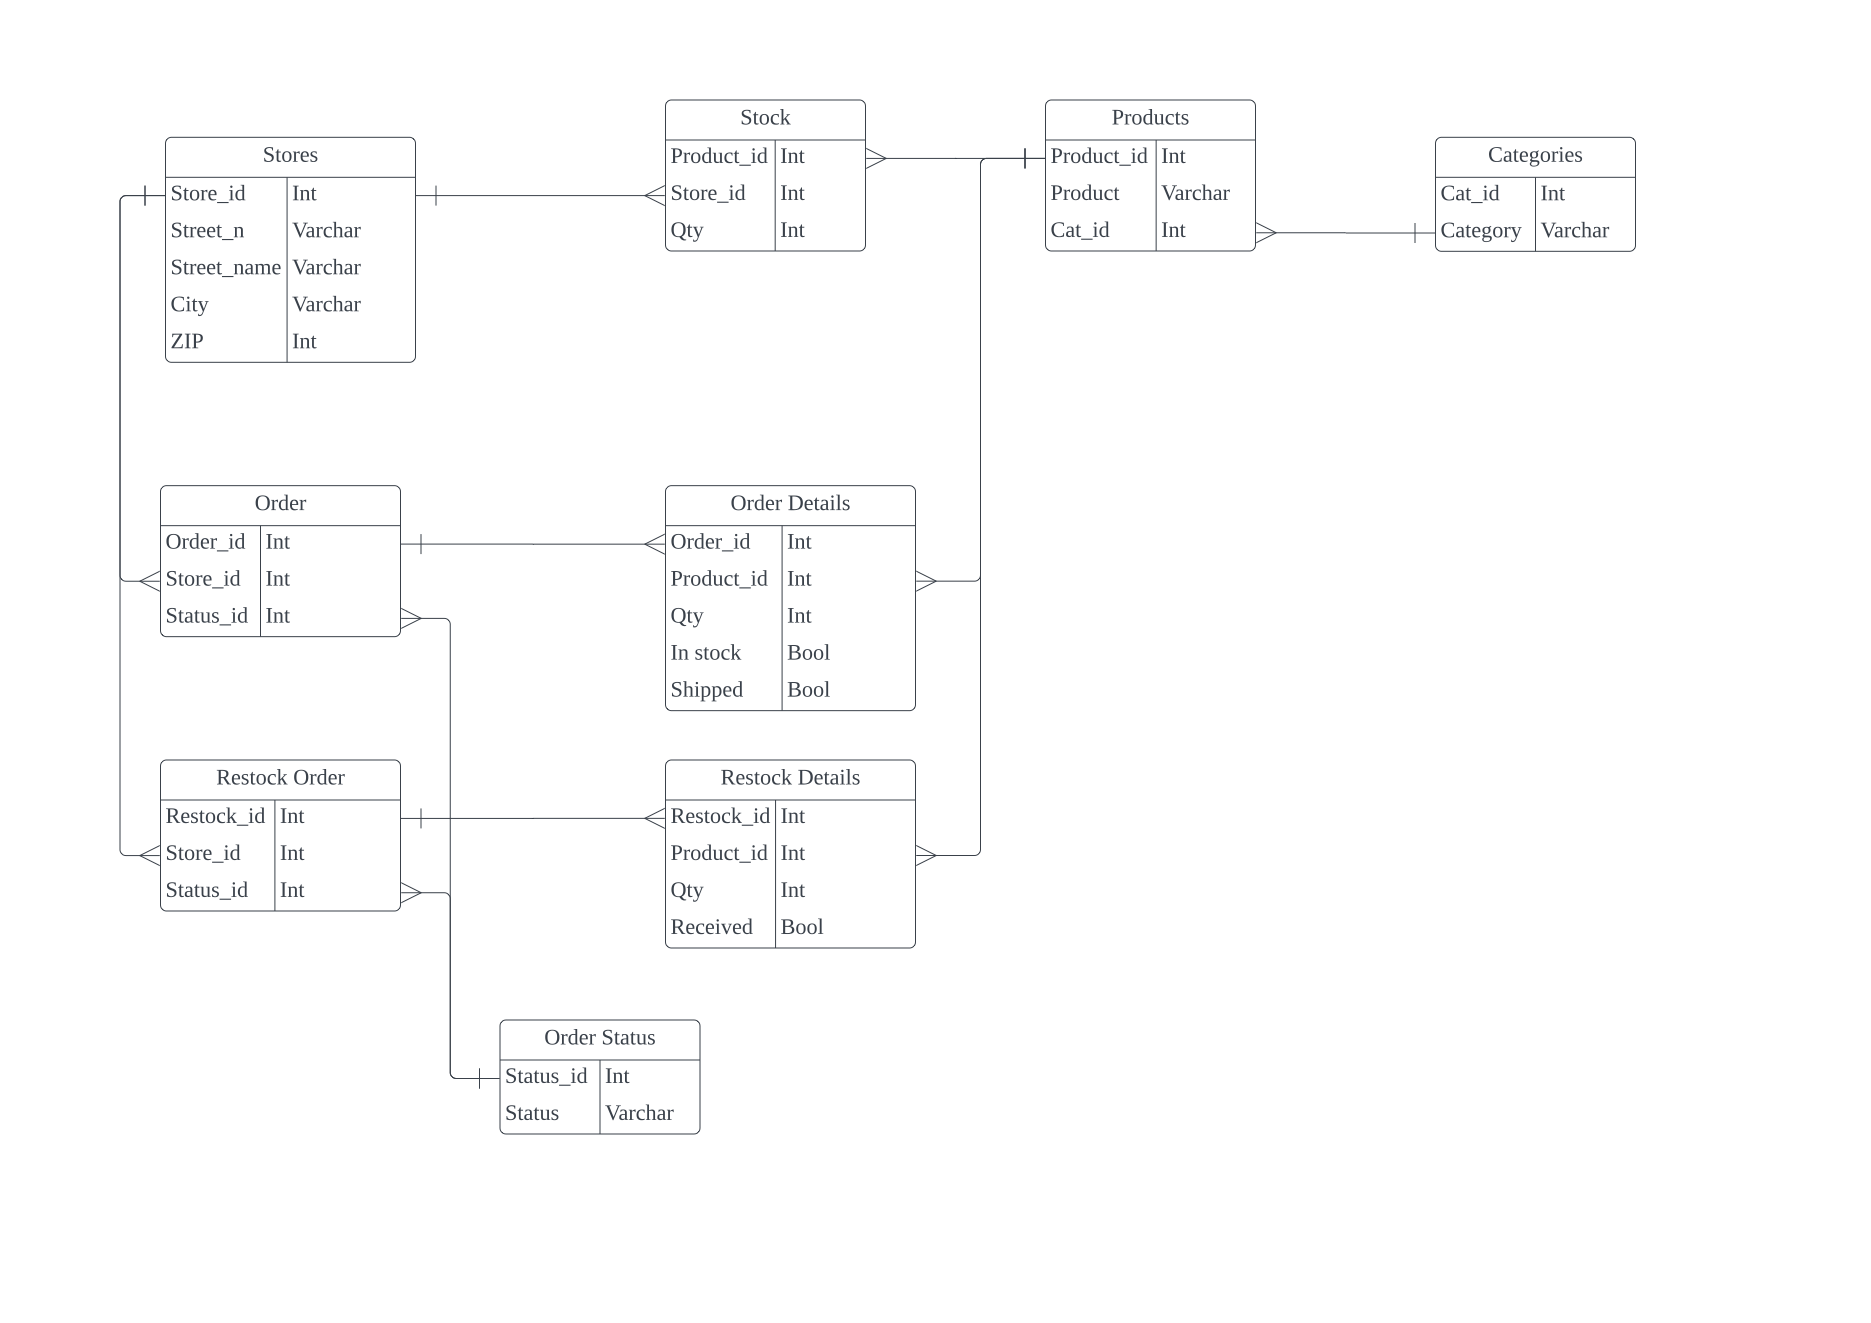 Stores
Store_id Int
Street_n Varchar
Street_name Varchar
City Varchar
ZIP Int
Stock
Product_id Int
Store_id Int
Qty Int
Products
Product_id Int
Product Varchar
Cat_id Int
Categories
Cat_id Int
Category Varchar
Order
Order_id Int
Store_id Int
Status_id Int
Order Details
Order_id Int
Product_id Int
Qty Int
In stock Bool
Shipped Bool
Restock Order
Restock_id Int
Store_id Int
Status_id Int
Restock Details
Restock_id Int
Product_id Int
Qty Int
Received Bool
Order Status
Status_id Int
Status Varchar